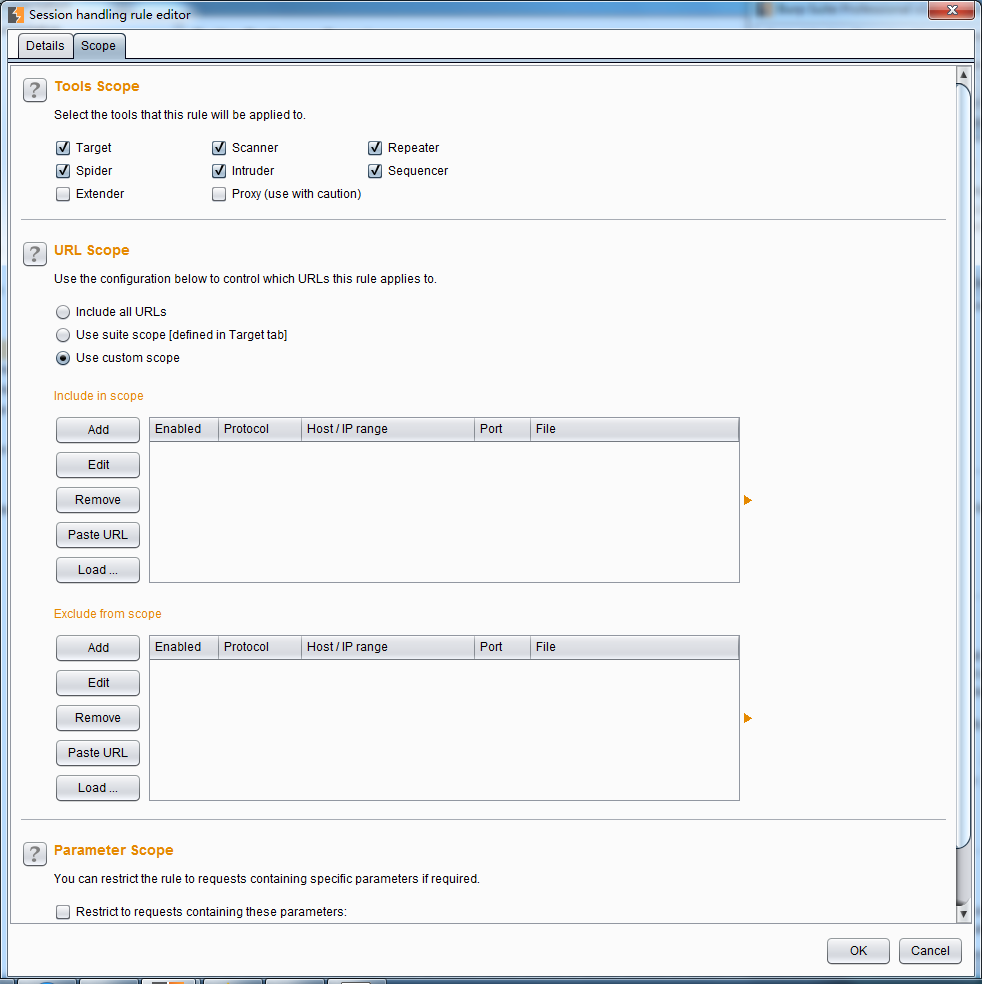 Session handling rule editor
Details Scope
? Tools Scope
Select the tools that this rule will be applied to.
Target Scanner Repeater
Spider Intruder Sequencer
Extender Proxy (use with caution)
? URL Scope
Use the configuration below to control which URLs this rule applies to.
Include all URLs
Use suite scope [defined in Target tab]
Use custom scope
Include in scope
Add Enabled Protocol Host / IP range Port File
Edit
Remove
Paste URL
Load ...
Exclude from scope
Add Enabled Protocol Host / IP range Port File
Edit
Remove
Paste URL
Load ...
? Parameter Scope
You can restrict the rule to requests containing specific parameters if required.
Restrict to requests containing these parameters:
OK Cancel